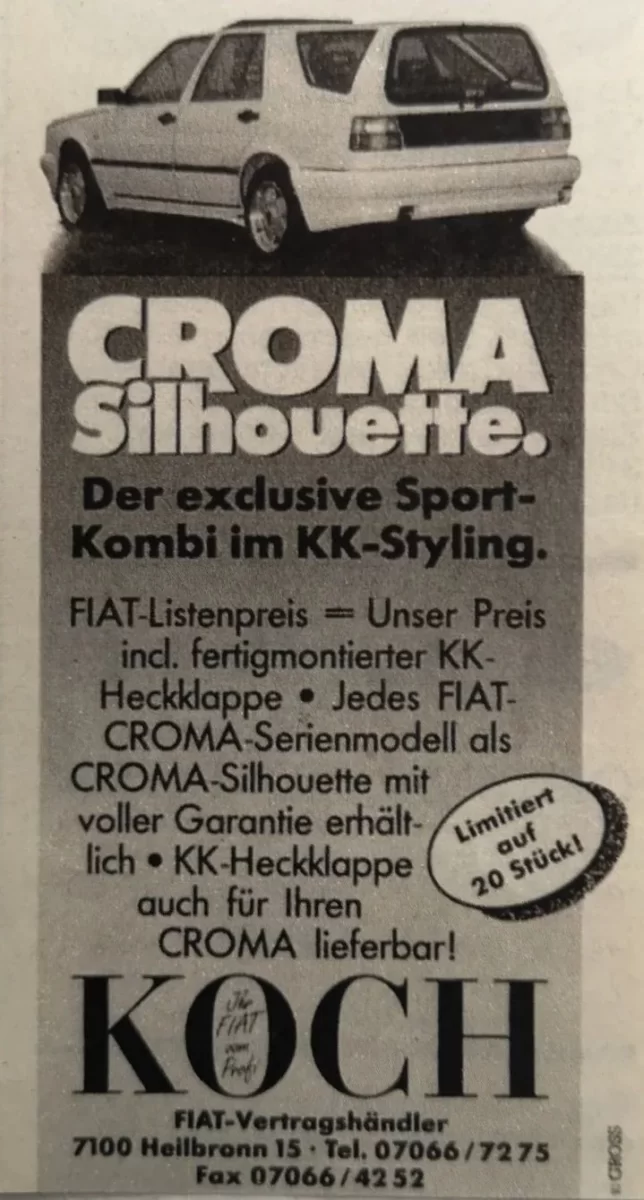 CROMA
Silhouette.
Der exclusive Sport-
Kombi im KK-Styling.
FIAT-Listenpreis = Unser Preis
incl. fertigmontierter KK-
Heckklappe • Jedes FIAT-
CROMA-Serienmodell als
CROMA-Silhouette mit
voller Garantie erhält-
lich • KK-Heckklappe
auch für Ihren
CROMA lieferbar!
Limitiert
auf
20 Stück!
KOCH
Ihr
FIAT
vom
Profi
FIAT-Vertragshändler
7100 Heilbronn 15 · Tel. 07066/7275
Fax 07066/4252
© CROSS